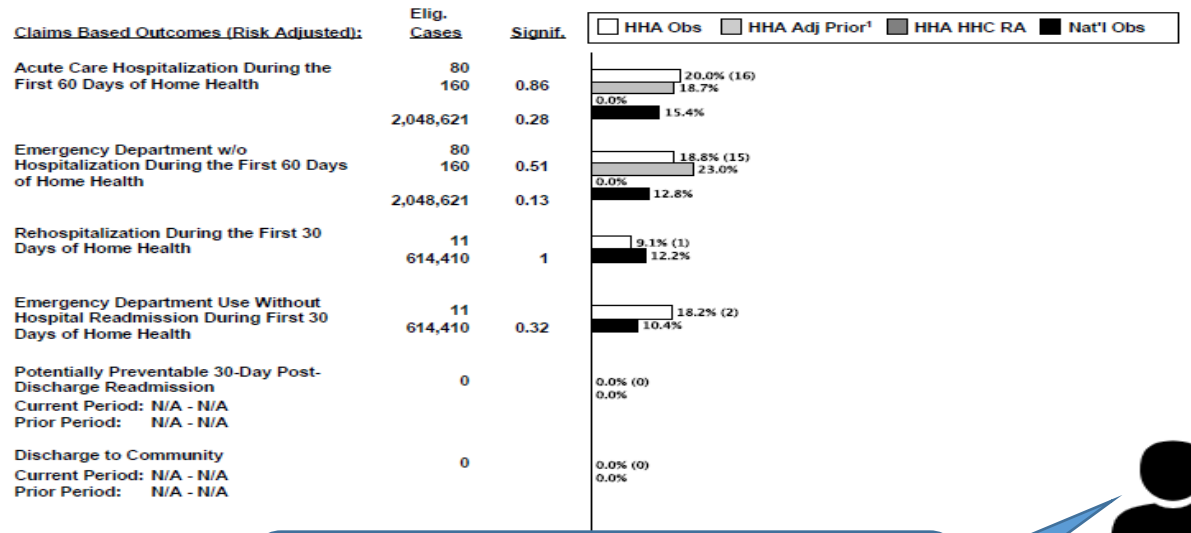 Claims Based Outcomes (Risk Adjusted):
Elig.
Cases
Signif.
HHA Obs
HHA Adj Prior¹
HHA HHC RA
Nat'l Obs
Acute Care Hospitalization During the
First 60 Days of Home Health
80
160 0.86
2,048,621 0.28
20.0% (16)
18.7%
0.0%
15.4%
Emergency Department w/o
Hospitalization During the First 60 Days
of Home Health
80
160 0.51
2,048,621 0.13
18.8% (15)
23.0%
0.0%
12.8%
Rehospitalization During the First 30
Days of Home Health
11
614,410 1
9.1% (1)
12.2%
Emergency Department Use Without
Hospital Readmission During First 30
Days of Home Health
11
614,410 0.32
18.2% (2)
10.4%
Potentially Preventable 30-Day Post-
Discharge Readmission
Current Period: N/A - N/A
Prior Period: N/A - N/A
0
0.0% (0)
0.0%
Discharge to Community
Current Period: N/A - N/A
Prior Period: N/A - N/A
0
0.0% (0)
0.0%